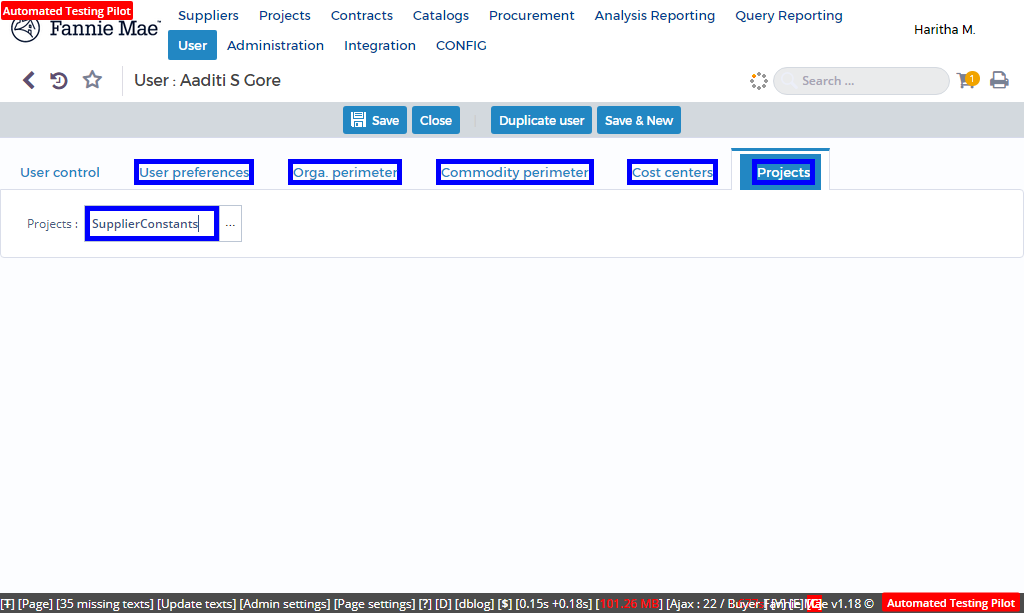 Automated Testing Pilot
Fannie Mae
Suppliers Projects Contracts Catalogs Procurement Analysis Reporting Query Reporting
User Administration Integration CONFIG
Haritha M.
User : Aaditi S Gore
Search ...
1
Save Close Duplicate user Save & New
User control User preferences Orga. perimeter Commodity perimeter Cost centers Projects
Projects : SupplierConstants ...
[T] [Page] [35 missing texts] [Update texts] [Admin settings] [Page settings] [?] [D] [dblog] [$] [0.15s +0.18s] [101.26 MB] [Ajax : 22 / Buyer Fannie Mae v1.18 ©
Automated Testing Pilot